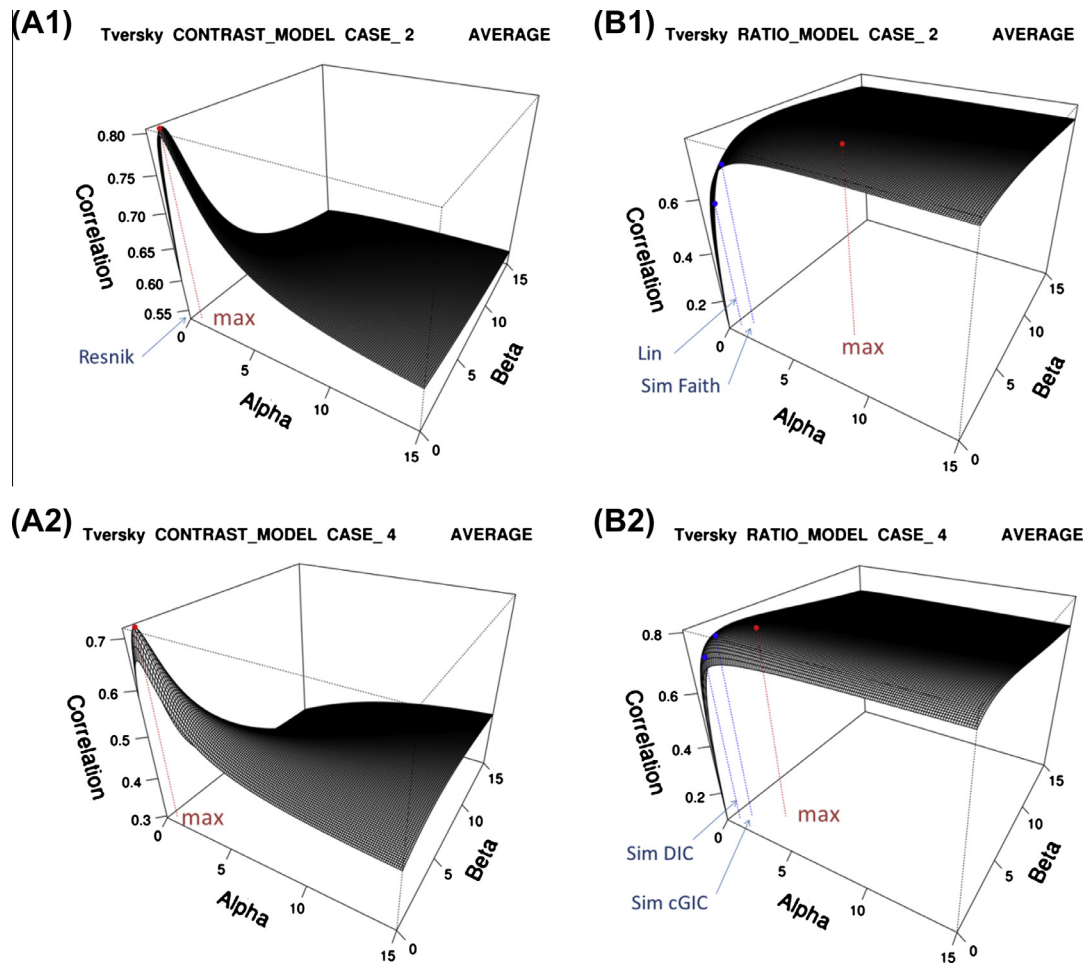 (A1)
Tversky CONTRAST_MODEL CASE_ 2 AVERAGE
0.80
0.75
0.70
0.65
0.60
0.55
Correlation
Resnik
max
0
5
10
15
Alpha
0
5
10
15
Beta
(B1)
Tversky RATIO_MODEL CASE_ 2 AVERAGE
0.6
0.4
0.2
Correlation
Lin
Sim Faith
max
0
5
10
15
Alpha
0
5
10
15
Beta
(A2)
Tversky CONTRAST_MODEL CASE_ 4 AVERAGE
0.7
0.6
0.5
0.4
0.3
Correlation
max
0
5
10
15
Alpha
0
5
10
15
Beta
(B2)
Tversky RATIO_MODEL CASE_ 4 AVERAGE
0.8
0.6
0.4
0.2
Correlation
Sim DIC
Sim cGIC
max
0
5
10
15
Alpha
0
5
10
15
Beta